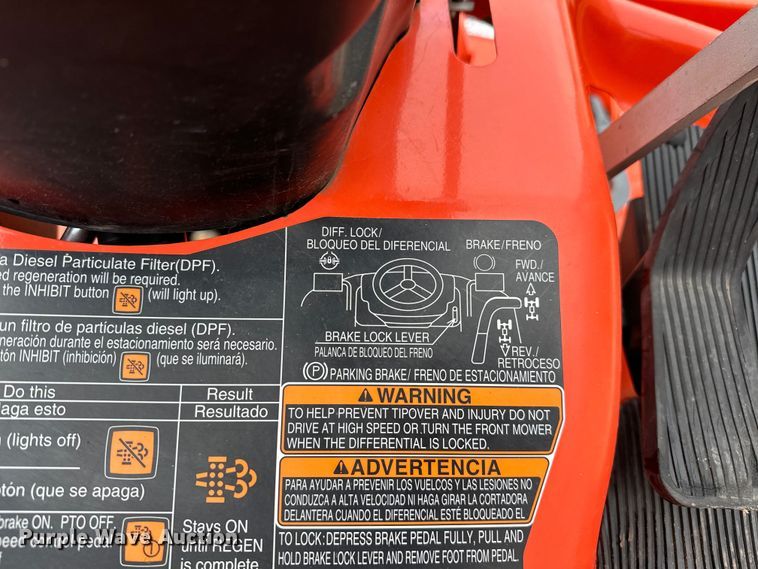 a Diesel Particulate Filter(DPF).
ed regeneration will be required.
the INHIBIT button (will light up).
un filtro de partículas diesel (DPF).
neración durante el estacionamiento será necesario.
tón INHIBIT (inhibición) (que se iluminará).
Do this
Result
Haga esto
Resultado
(lights off)
otón (que se apaga)
brake ON. PTO OFF.
speed control pedal.
Stays ON
until REGEN
is complete
DIFF. LOCK/
BLOQUEO DEL DIFERENCIAL
BRAKE/FRENO
FWD./
AVANCE
BRAKE LOCK LEVER
PALANCA DE BLOQUEO DEL FRENO
REV./
RETROCESO
(P) PARKING BRAKE/ FRENO DE ESTACIONAMIENTO
WARNING
TO HELP PREVENT TIPOVER AND INJURY DO NOT
DRIVE AT HIGH SPEED OR TURN THE FRONT MOWER
WHEN THE DIFFERENTIAL IS LOCKED.
ADVERTENCIA
PARA AYUDAR A PREVENIR LOS VUELCOS Y LAS LESIONES NO
CONDUZCA A ALTA VELOCIDAD NI HAGA GIRAR LA CORTADORA
DELANTERA CUANDO EL DIFERENCIAL ESTÉ BLOQUEADO EL.
TO LOCK: DEPRESS BRAKE PEDAL FULLY, PULL AND
HOLD BRAKE LOCK LEVER AND REMOVE FOOT FROM PEDAL.
Purple Wave Auction